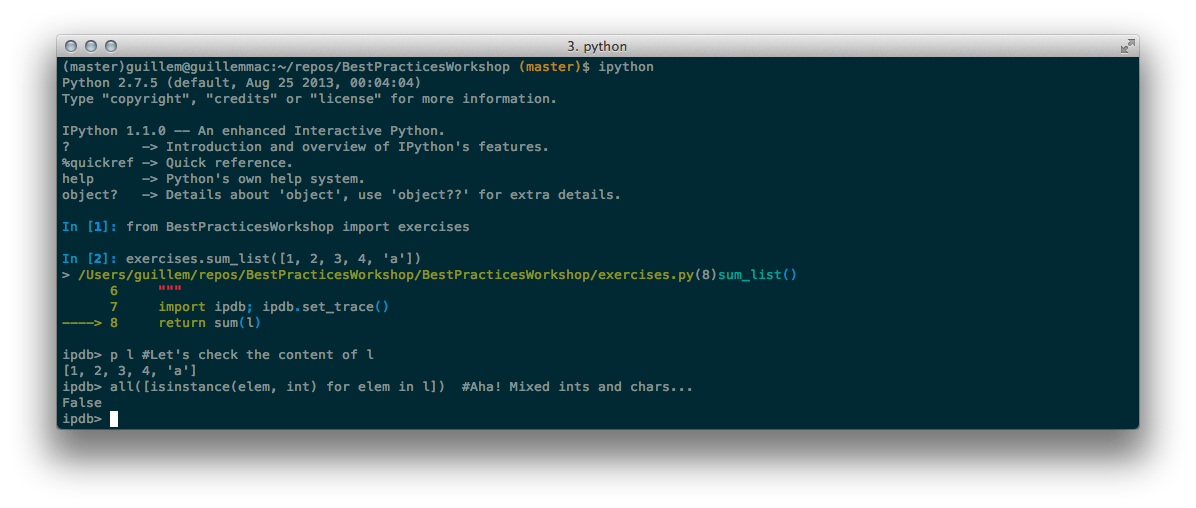 3. python
(master)guillem@guillemmac:~/repos/BestPracticesWorkshop (master)$ ipython
Python 2.7.5 (default, Aug 25 2013, 00:04:04)
Type "copyright", "credits" or "license" for more information.
IPython 1.1.0 -- An enhanced Interactive Python.
?         -> Introduction and overview of IPython's features.
%quickref -> Quick reference.
help      -> Python's own help system.
object?   -> Details about 'object', use 'object??' for extra details.
In [1]: from BestPracticesWorkshop import exercises
In [2]: exercises.sum_list([1, 2, 3, 4, 'a'])
> /Users/guillem/repos/BestPracticesWorkshop/BestPracticesWorkshop/exercises.py(8)sum_list()
      6     """
      7     import ipdb; ipdb.set_trace()
----> 8     return sum(l)
ipdb> p l #Let's check the content of l
[1, 2, 3, 4, 'a']
ipdb> all([isinstance(elem, int) for elem in l])  #Aha! Mixed ints and chars...
False
ipdb>